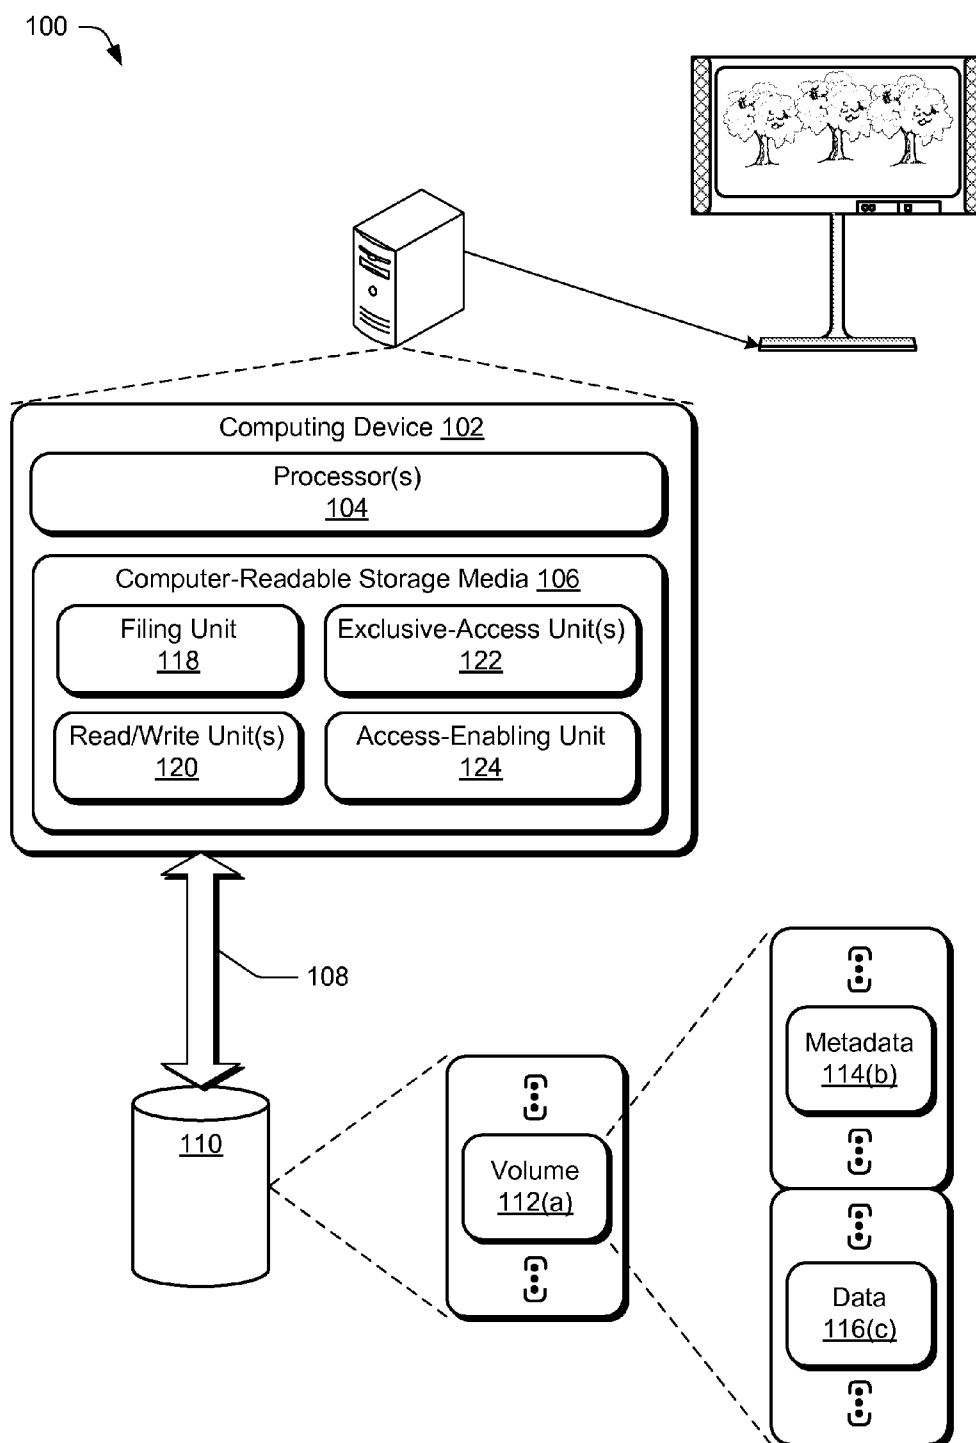 100
Computing Device 102
Processor(s)
104
Computer-Readable Storage Media 106
Filing Unit
118
Exclusive-Access Unit(s)
122
Read/Write Unit(s)
120
Access-Enabling Unit
124
108
110
Volume
112(a)
Metadata
114(b)
Data
116(c)